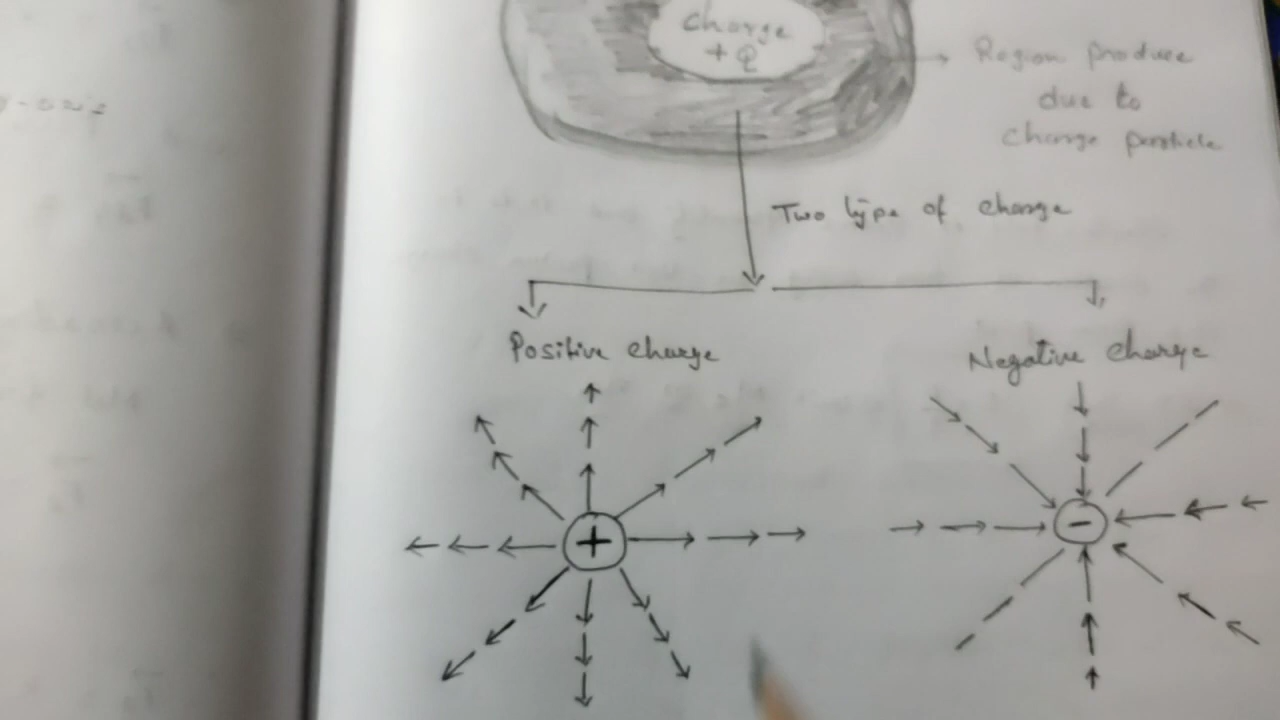 Charge
+ Q
Region produce
due to
charge particle
Two type of charge
Positive charge
Negative charge
+
-